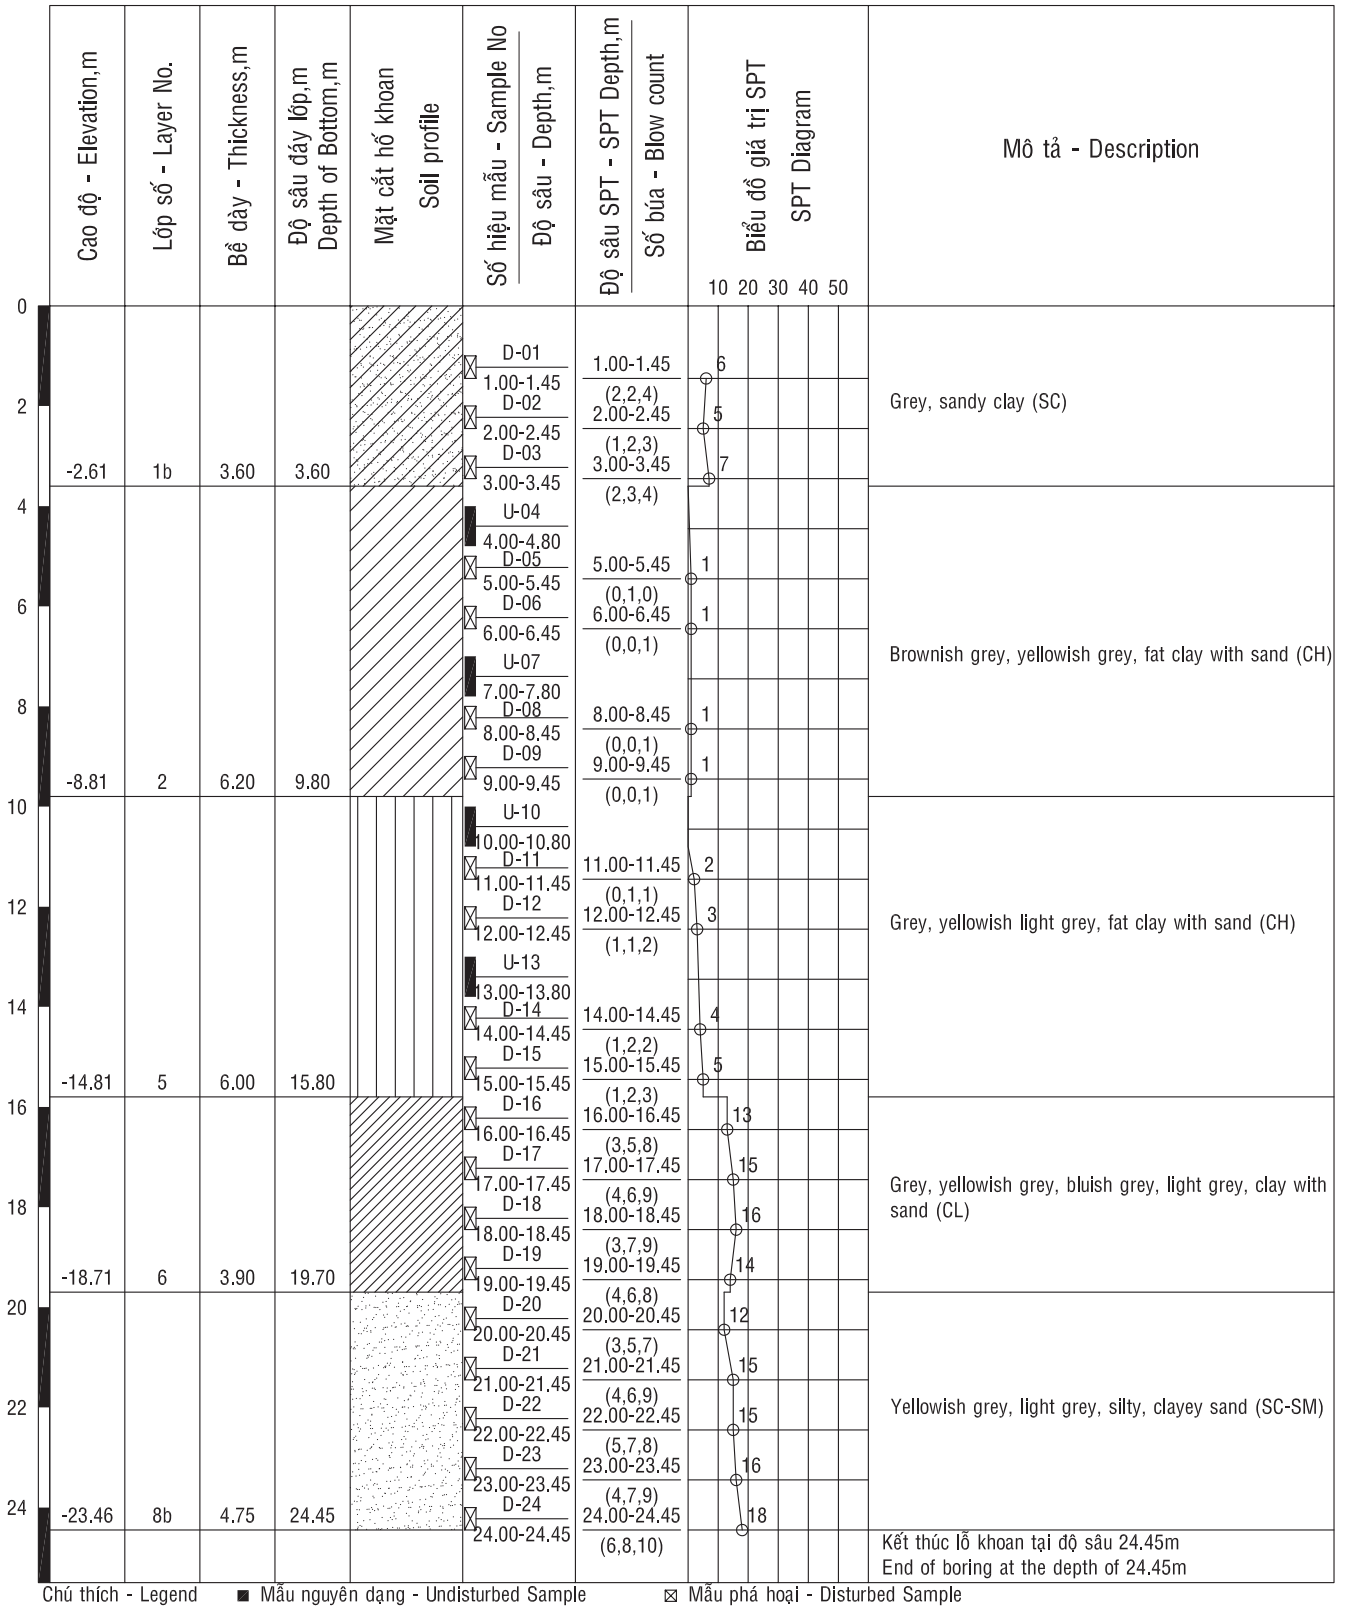 Cao độ - Elevation,m
Lớp số - Layer No.
Bề dày - Thickness,m
Độ sâu đáy lớp,m
Depth of Bottom,m
Mặt cắt hố khoan
Soil profile
Số hiệu mẫu - Sample No
Độ sâu - Depth,m
Độ sâu SPT - SPT Depth,m
Số búa - Blow count
Biểu đồ giá trị SPT
SPT Diagram
Mô tả - Description
10 20 30 40 50
0
D-01
1.00-1.45 6
1.00-1.45
(2,2,4)
Grey, sandy clay (SC)
2
D-02
2.00-2.45 5
2.00-2.45
(1,2,3)
D-03
3.00-3.45 7
-2.61 1b 3.60 3.60
3.00-3.45
(2,3,4)
4
U-04
4.00-4.80
D-05
5.00-5.45 1
5.00-5.45
(0,1,0)
6
D-06
6.00-6.45 1
6.00-6.45
(0,0,1)
Brownish grey, yellowish grey, fat clay with sand (CH)
U-07
7.00-7.80
8
D-08
8.00-8.45 1
8.00-8.45
(0,0,1)
D-09
9.00-9.45 1
-8.81 2 6.20 9.80
9.00-9.45
(0,0,1)
10
U-10
10.00-10.80
D-11
11.00-11.45 2
11.00-11.45
(0,1,1)
12
D-12
12.00-12.45 3
Grey, yellowish light grey, fat clay with sand (CH)
12.00-12.45
(1,1,2)
U-13
13.00-13.80
14
D-14
14.00-14.45 4
14.00-14.45
(1,2,2)
D-15
15.00-15.45 5
-14.81 5 6.00 15.80
15.00-15.45
(1,2,3)
16
D-16
16.00-16.45 13
16.00-16.45
(3,5,8)
D-17
17.00-17.45 15
17.00-17.45
(4,6,9)
Grey, yellowish grey, bluish grey, light grey, clay with
sand (CL)
18
D-18
18.00-18.45 16
18.00-18.45
(3,7,9)
D-19
19.00-19.45 14
-18.71 6 3.90 19.70
19.00-19.45
(4,6,8)
20
D-20
20.00-20.45 12
20.00-20.45
(3,5,7)
D-21
21.00-21.45 15
21.00-21.45
(4,6,9)
22
D-22
22.00-22.45 15
Yellowish grey, light grey, silty, clayey sand (SC-SM)
22.00-22.45
(5,7,8)
D-23
23.00-23.45 16
23.00-23.45
(4,7,9)
24
D-24
24.00-24.45 18
-23.46 8b 4.75 24.45
24.00-24.45
(6,8,10)
Kết thúc lỗ khoan tại độ sâu 24.45m
End of boring at the depth of 24.45m
Chú thích - Legend Mẫu nguyên dạng - Undisturbed Sample Mẫu phá hoại - Disturbed Sample